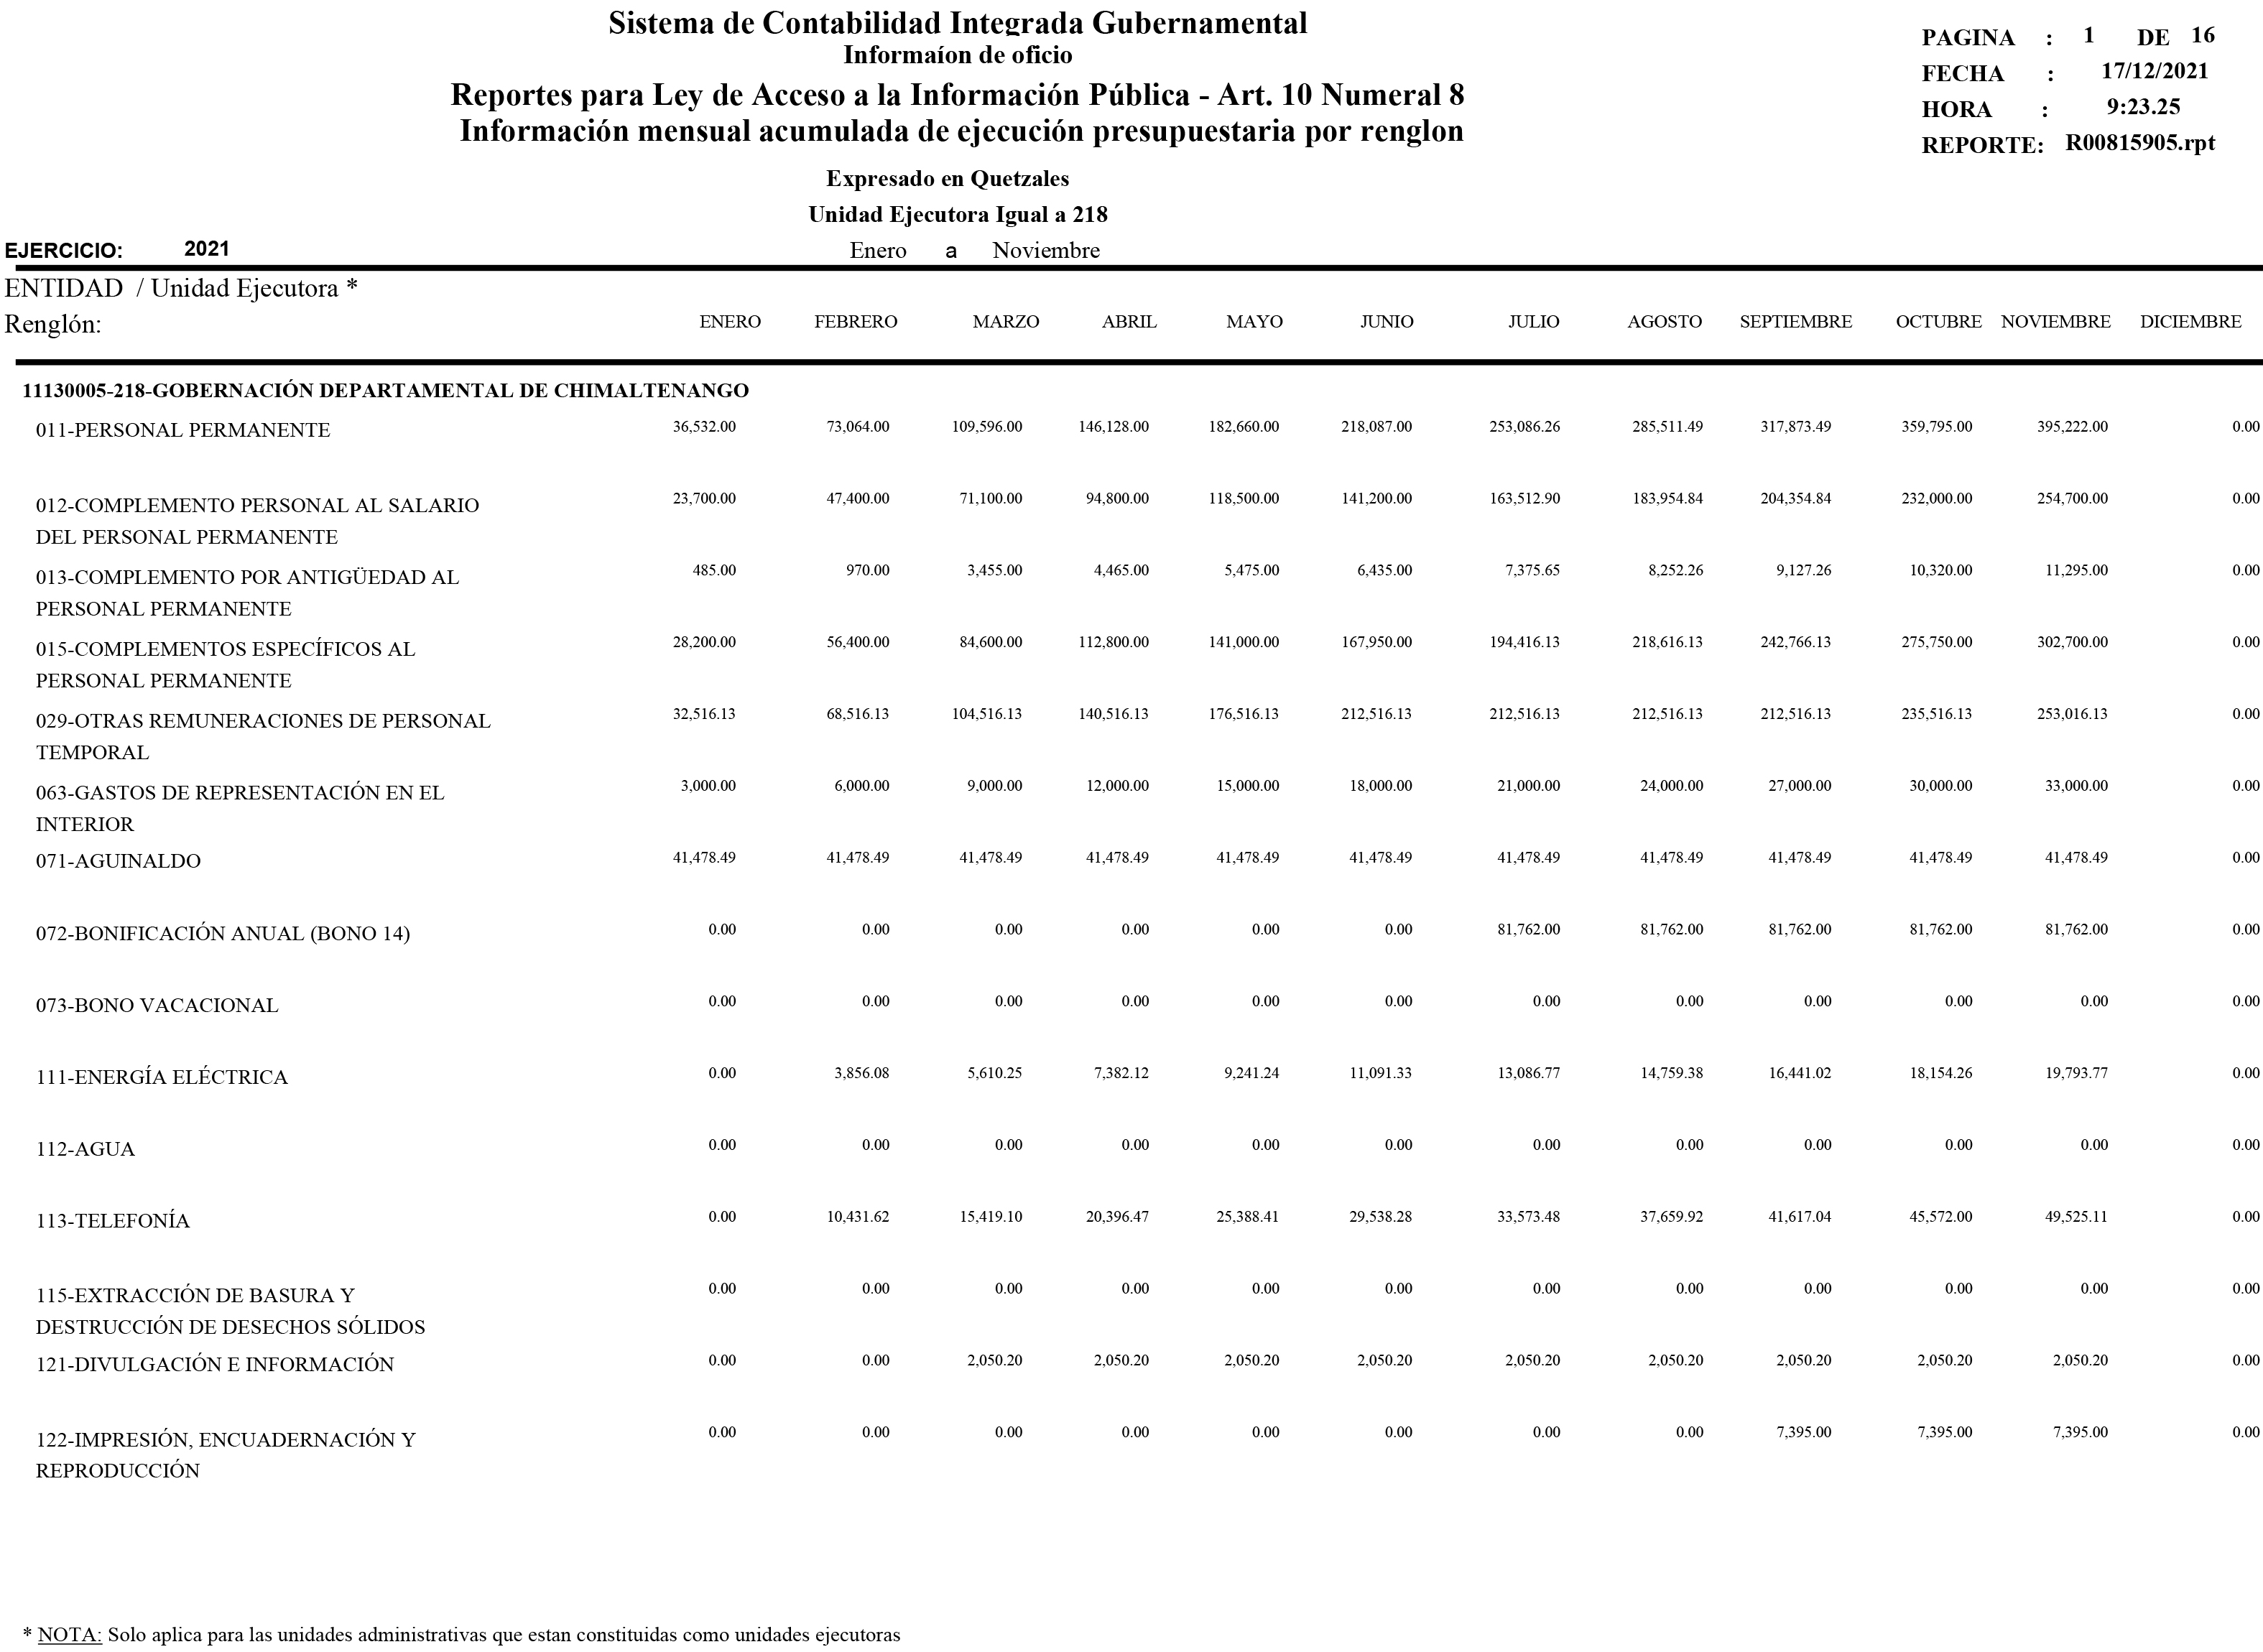 Sistema de Contabilidad Integrada Gubernamental
Informaíon de oficio
Reportes para Ley de Acceso a la Información Pública - Art. 10 Numeral 8
Información mensual acumulada de ejecución presupuestaria por renglon
Expresado en Quetzales
Unidad Ejecutora Igual a 218
PAGINA : 1 DE 16
FECHA : 17/12/2021
HORA : 9:23.25
REPORTE: R00815905.rpt
EJERCICIO: 2021 Enero a Noviembre
ENTIDAD / Unidad Ejecutora *
Renglón: ENERO FEBRERO MARZO ABRIL MAYO JUNIO JULIO AGOSTO SEPTIEMBRE OCTUBRE NOVIEMBRE DICIEMBRE
11130005-218-GOBERNACIÓN DEPARTAMENTAL DE CHIMALTENANGO
011-PERSONAL PERMANENTE 36,532.00 73,064.00 109,596.00 146,128.00 182,660.00 218,087.00 253,086.26 285,511.49 317,873.49 359,795.00 395,222.00 0.00
012-COMPLEMENTO PERSONAL AL SALARIO 23,700.00 47,400.00 71,100.00 94,800.00 118,500.00 141,200.00 163,512.90 183,954.84 204,354.84 232,000.00 254,700.00 0.00
DEL PERSONAL PERMANENTE
013-COMPLEMENTO POR ANTIGÜEDAD AL 485.00 970.00 3,455.00 4,465.00 5,475.00 6,435.00 7,375.65 8,252.26 9,127.26 10,320.00 11,295.00 0.00
PERSONAL PERMANENTE
015-COMPLEMENTOS ESPECÍFICOS AL 28,200.00 56,400.00 84,600.00 112,800.00 141,000.00 167,950.00 194,416.13 218,616.13 242,766.13 275,750.00 302,700.00 0.00
PERSONAL PERMANENTE
029-OTRAS REMUNERACIONES DE PERSONAL 32,516.13 68,516.13 104,516.13 140,516.13 176,516.13 212,516.13 212,516.13 212,516.13 212,516.13 235,516.13 253,016.13 0.00
TEMPORAL
063-GASTOS DE REPRESENTACIÓN EN EL 3,000.00 6,000.00 9,000.00 12,000.00 15,000.00 18,000.00 21,000.00 24,000.00 27,000.00 30,000.00 33,000.00 0.00
INTERIOR
071-AGUINALDO 41,478.49 41,478.49 41,478.49 41,478.49 41,478.49 41,478.49 41,478.49 41,478.49 41,478.49 41,478.49 41,478.49 0.00
072-BONIFICACIÓN ANUAL (BONO 14) 0.00 0.00 0.00 0.00 0.00 0.00 81,762.00 81,762.00 81,762.00 81,762.00 81,762.00 0.00
073-BONO VACACIONAL 0.00 0.00 0.00 0.00 0.00 0.00 0.00 0.00 0.00 0.00 0.00 0.00
111-ENERGÍA ELÉCTRICA 0.00 3,856.08 5,610.25 7,382.12 9,241.24 11,091.33 13,086.77 14,759.38 16,441.02 18,154.26 19,793.77 0.00
112-AGUA 0.00 0.00 0.00 0.00 0.00 0.00 0.00 0.00 0.00 0.00 0.00 0.00
113-TELEFONÍA 0.00 10,431.62 15,419.10 20,396.47 25,388.41 29,538.28 33,573.48 37,659.92 41,617.04 45,572.00 49,525.11 0.00
115-EXTRACCIÓN DE BASURA Y 0.00 0.00 0.00 0.00 0.00 0.00 0.00 0.00 0.00 0.00 0.00 0.00
DESTRUCCIÓN DE DESECHOS SÓLIDOS
121-DIVULGACIÓN E INFORMACIÓN 0.00 0.00 2,050.20 2,050.20 2,050.20 2,050.20 2,050.20 2,050.20 2,050.20 2,050.20 2,050.20 0.00
122-IMPRESIÓN, ENCUADERNACIÓN Y 0.00 0.00 0.00 0.00 0.00 0.00 0.00 0.00 7,395.00 7,395.00 7,395.00 0.00
REPRODUCCIÓN
* NOTA: Solo aplica para las unidades administrativas que estan constituidas como unidades ejecutoras